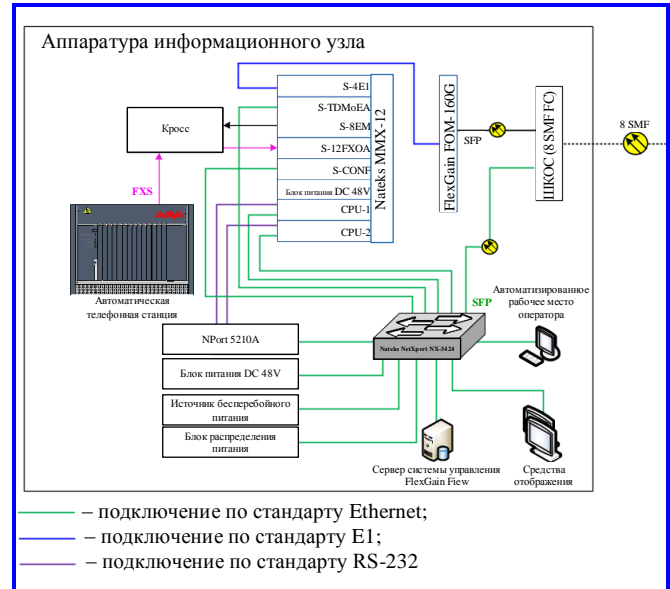 Аппаратура информационного узла
S-4E1
S-TDMoEA
S-8EM
S-12FXOA
S-CONF
Блок питания DC 48V
CPU-1
CPU-2
Nateks MMX-12
Кросс
FXS
Автоматическая
телефонная станция
FlexGain FOM-160G
SFP
ШКОС (8 SMF FC)
8 SMF
SFP
Автоматизированное
рабочее место
оператора
Nateks NetXpert NX-3424
NPort 5210A
Блок питания DC 48V
Источник бесперебойного
питания
Блок распределения
питания
Сервер системы управления
FlexGain Fiew
Средства
отображения
– подключение по стандарту Ethernet;
– подключение по стандарту E1;
– подключение по стандарту RS-232